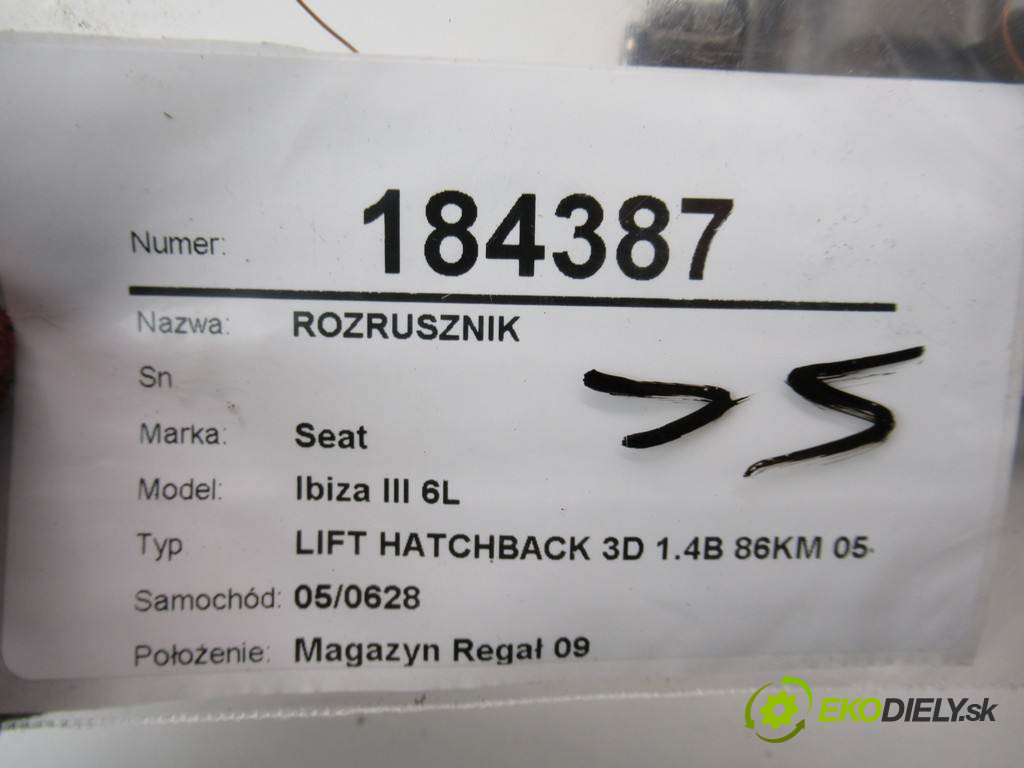 Numer: 184387
Nazwa: ROZRUSZNIK
Sn
Marka: Seat
Model: Ibiza III 6L
Typ LIFT HATCHBACK 3D 1.4B 86KM 05-
Samochód: 05/0628
Położenie: Magazyn Regał 09
EKODIELY.sk